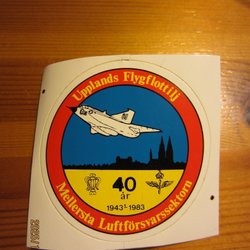 Upplands Flygflottilj
40
år
1943-1983
Mellersta Luftförsvarssektorn